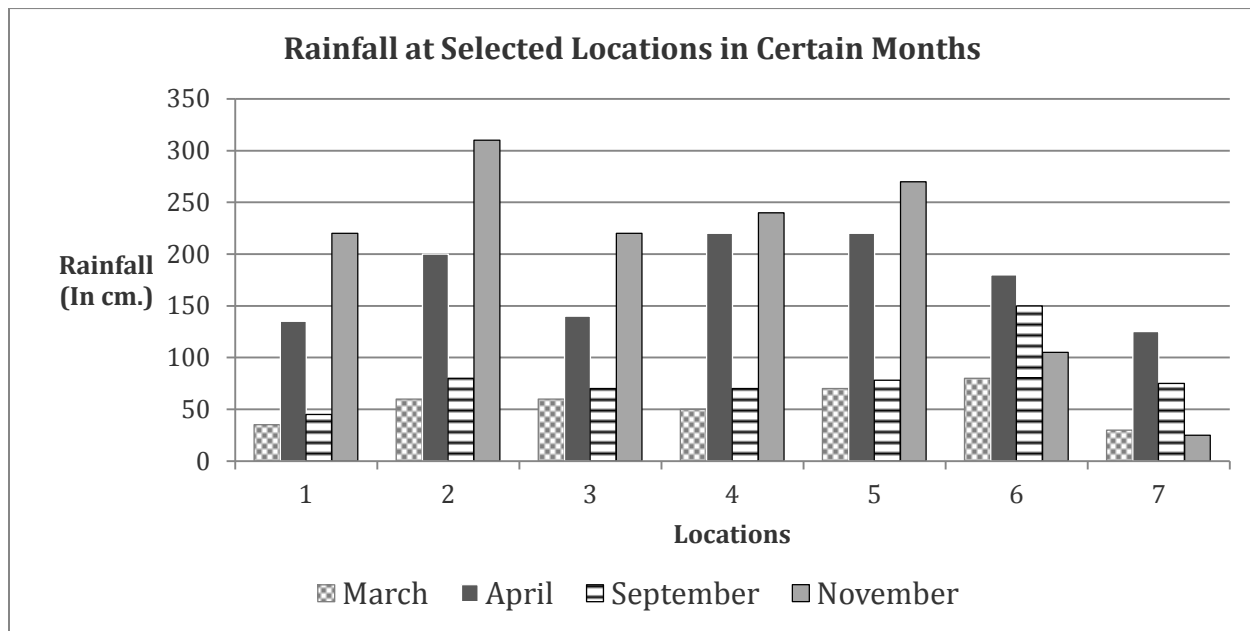 Rainfall at Selected Locations in Certain Months
350
300
250
200
150
100
50
0
Rainfall
(In cm.)
1 2 3 4 5 6 7
Locations
March April September November